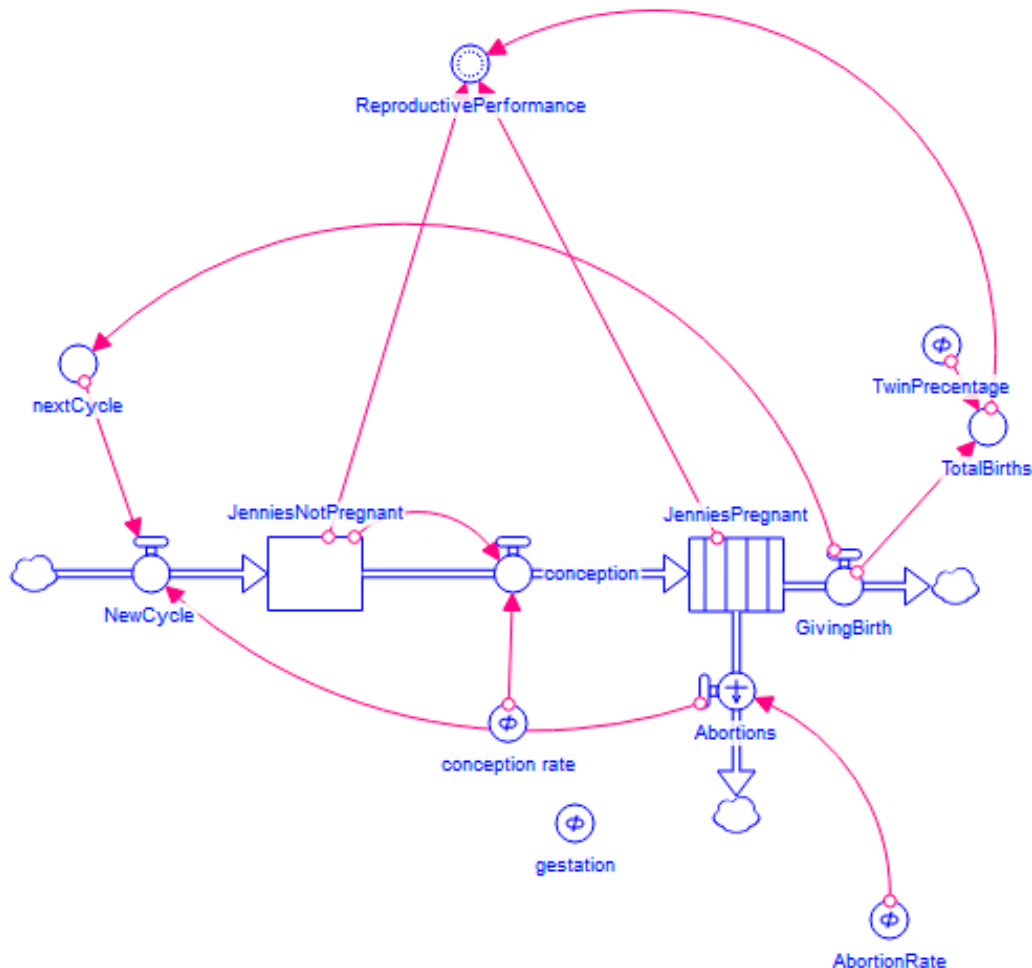 ReproductivePerformance
TwinPrecentage
nextCycle
TotalBirths
JenniesNotPregnant
JenniesPregnant
conception
NewCycle
GivingBirth
Abortions
conception rate
gestation
AbortionRate